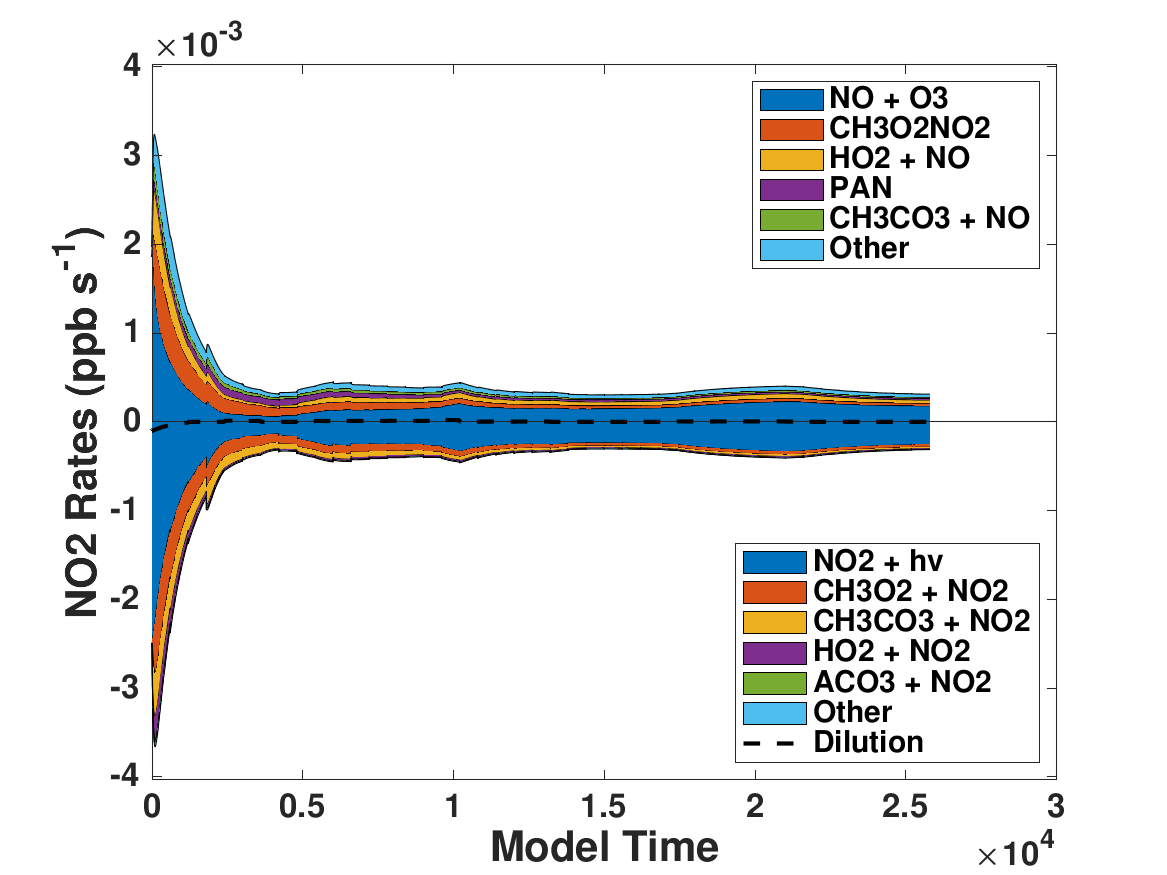 ×10-3
4
3
2
1
0
-1
-2
-3
-4
NO2 Rates (ppb s-1)
NO + O3
CH3O2NO2
HO2 + NO
PAN
CH3CO3 + NO
Other
NO2 + hv
CH3O2 + NO2
CH3CO3 + NO2
HO2 + NO2
ACO3 + NO2
Other
Dilution
0 0.5 1 1.5 2 2.5 3
Model Time
×104